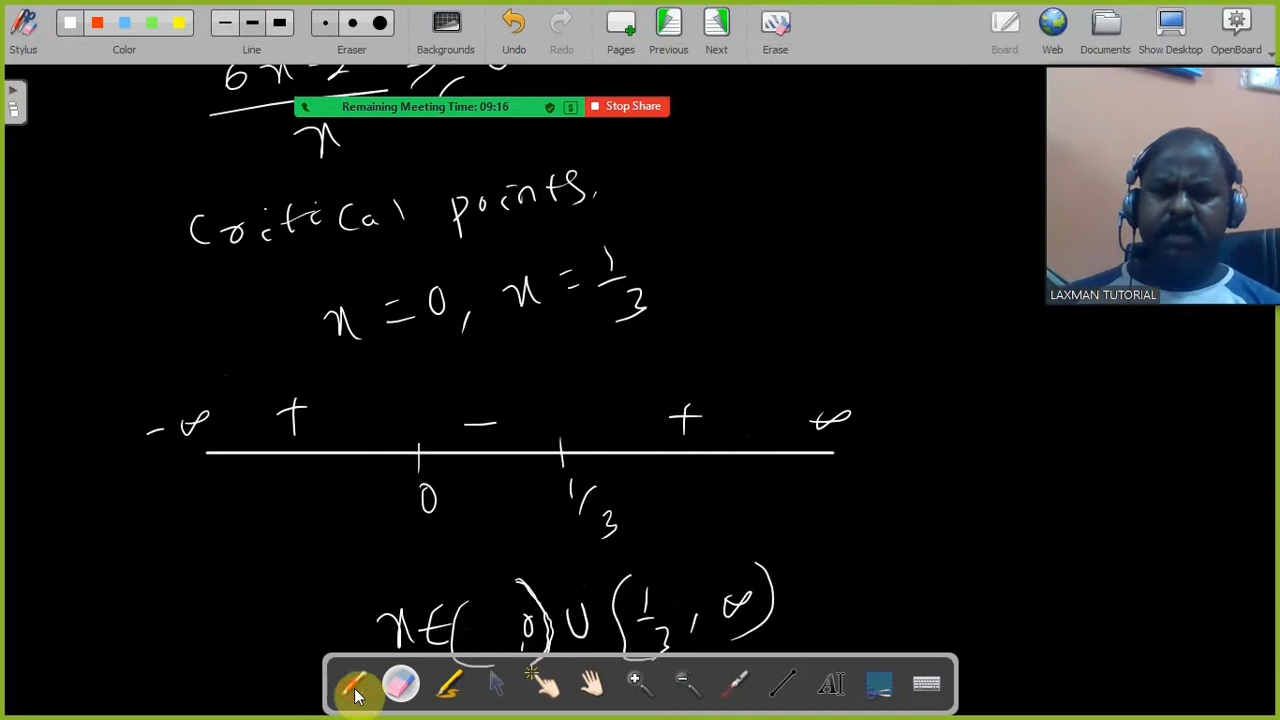 Stylus Color Line Eraser Backgrounds Undo Redo Pages Previous Next Erase Board Web Documents Show Desktop OpenBoard
Remaining Meeting Time: 09:16 Stop Share
x
Critical points.
x = 0, x = 1/3
-∞ + - + ∞
0 1/3
x ∈ ( 0) ∪ (1/3, ∞)
LAXMAN TUTORIAL